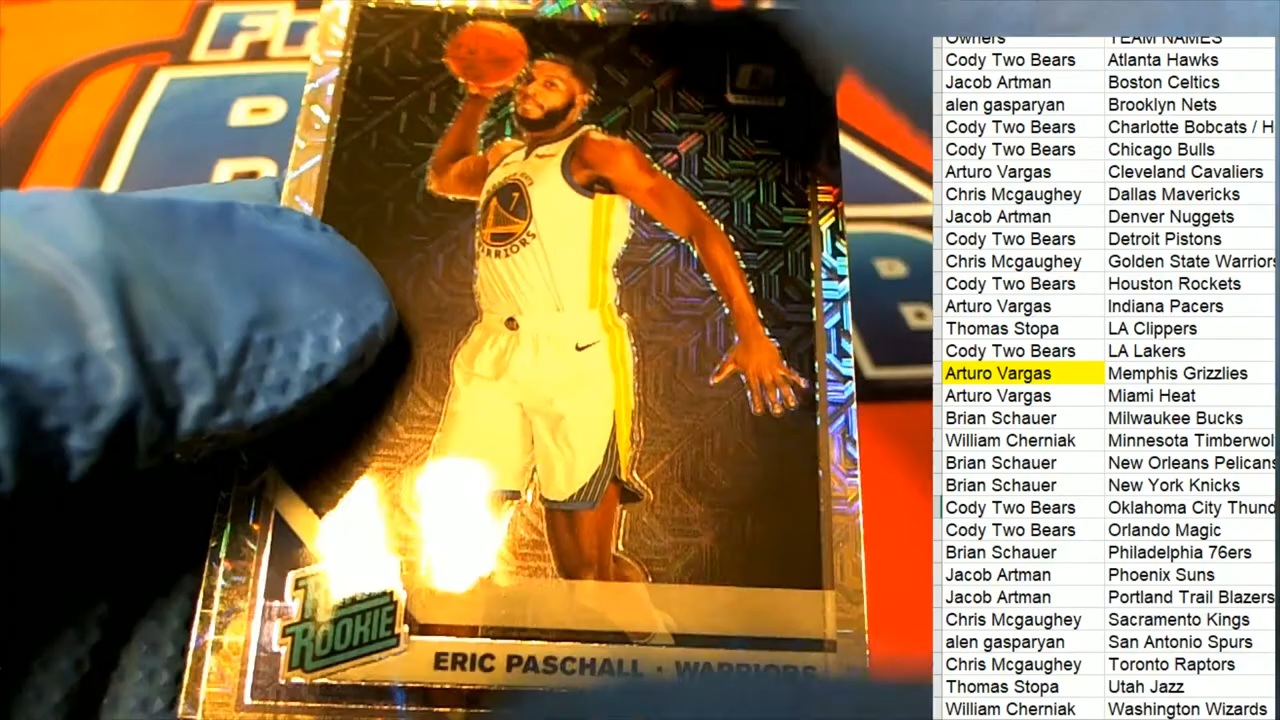 7
WARRIORS
ROOKIE
ERIC PASCHALL · WARRIORS
Owners TEAM NAMES
Cody Two Bears Atlanta Hawks
Jacob Artman Boston Celtics
alen gasparyan Brooklyn Nets
Cody Two Bears Charlotte Bobcats / H
Cody Two Bears Chicago Bulls
Arturo Vargas Cleveland Cavaliers
Chris Mcgaughey Dallas Mavericks
Jacob Artman Denver Nuggets
Cody Two Bears Detroit Pistons
Chris Mcgaughey Golden State Warriors
Cody Two Bears Houston Rockets
Arturo Vargas Indiana Pacers
Thomas Stopa LA Clippers
Cody Two Bears LA Lakers
Arturo Vargas Memphis Grizzlies
Arturo Vargas Miami Heat
Brian Schauer Milwaukee Bucks
William Cherniak Minnesota Timberwol
Brian Schauer New Orleans Pelicans
Brian Schauer New York Knicks
Cody Two Bears Oklahoma City Thund
Cody Two Bears Orlando Magic
Brian Schauer Philadelphia 76ers
Jacob Artman Phoenix Suns
Jacob Artman Portland Trail Blazers
Chris Mcgaughey Sacramento Kings
alen gasparyan San Antonio Spurs
Chris Mcgaughey Toronto Raptors
Thomas Stopa Utah Jazz
William Cherniak Washington Wizards